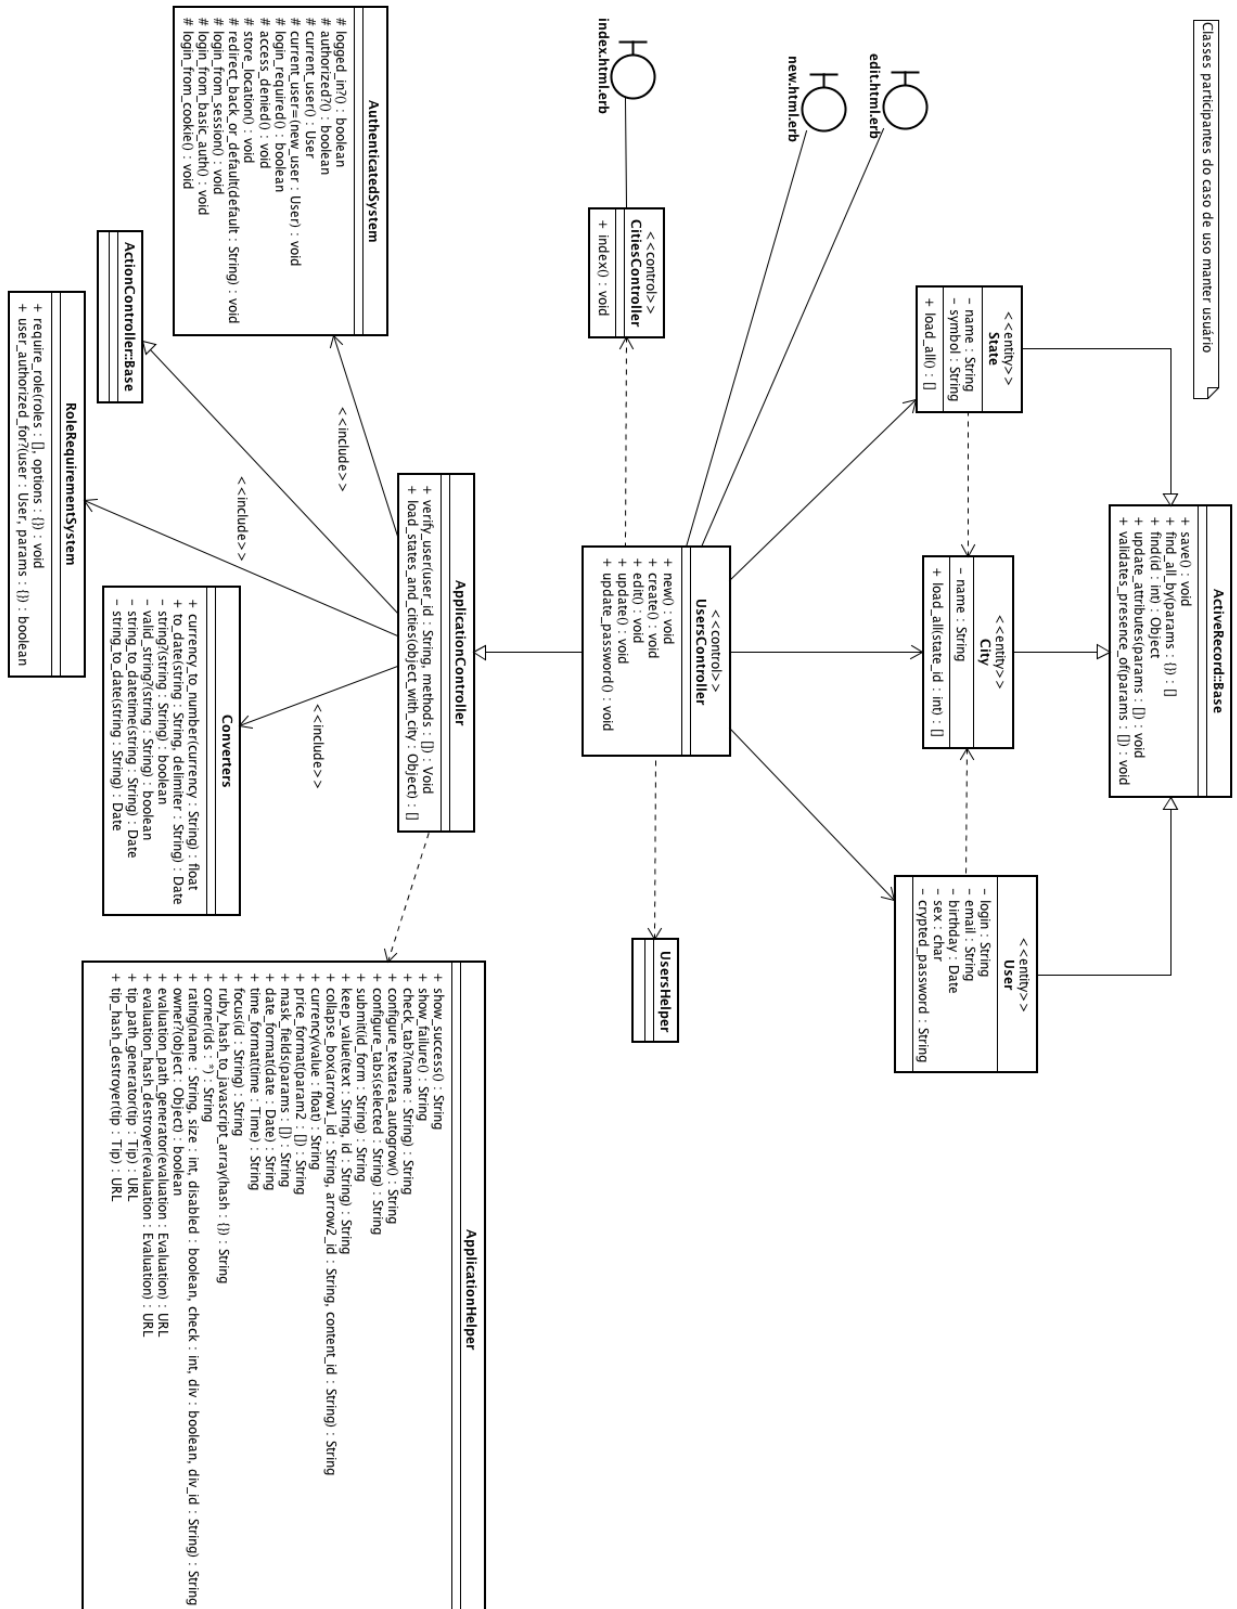 Classes participantes do caso de uso manter usuário
ActiveRecord::Base
+ save() : void
+ find_all_by(params : {}) : []
+ find(id : int) : Object
+ update_attributes(params : []) : void
+ validates_presence_of(params : []) : void
<<entity>>
State
– name : String
– symbol : String
+ load_all() : []
<<entity>>
City
– name : String
+ load_all(state_id : int) : []
<<entity>>
User
– login : String
– email : String
– birthday : Date
– sex : char
– crypted_password : String
edit.html.erb
new.html.erb
index.html.erb
<<control>>
CitiesController
+ index() : void
<<control>>
UsersController
+ new() : void
+ create() : void
+ edit() : void
+ update() : void
+ update_password() : void
UsersHelper
AuthenticatedSystem
# logged_in?() : boolean
# authorized?() : boolean
# current_user() : User
# current_user=(new_user : User) : void
# login_required() : boolean
# access_denied() : void
# store_location() : void
# redirect_back_or_default(default : String) : void
# login_from_session() : void
# login_from_basic_auth() : void
# login_from_cookie() : void
<<include>>
ApplicationController
+ verify_user(user_id : String, methods : []) : Void
+ load_states_and_cities(object_with_city : Object) : []
ActionController::Base
<<include>>
<<include>>
RoleRequirementSystem
+ require_role(roles : [], options : {}) : void
+ user_authorized_for?(user : User, params : {}) : boolean
Converters
+ currency_to_number(currency : String) : float
+ to_date(string : String, delimiter : String) : Date
– string?(string : String) : boolean
– valid_string?(string : String) : boolean
– string_to_datetime(string : String) : Date
– string_to_date(string : String) : Date
ApplicationHelper
+ show_success() : String
+ show_failure() : String
+ check_tab?(name : String) : String
+ configure_textarea_autogrow() : String
+ configure_tabs(selected : String) : String
+ submit(id_form : String) : String
+ keep_value(text : String, id : String) : String
+ collapse_box(arrow1_id : String, arrow2_id : String, content_id : String) : String
+ currency(value : float) : String
+ price_format(param2 : []) : String
+ mask_fields(params : []) : String
+ date_format(date : Date) : String
+ time_format(time : Time) : String
+ focus(id : String) : String
+ ruby_hash_to_javascript_array(hash : {}) : String
+ corner(ids : *) : String
+ rating(name : String, size : int, disabled : boolean, check : int, div : boolean, div_id : String) : String
+ owner?(object : Object) : boolean
+ evaluation_path_generator(evaluation : Evaluation) : URL
+ evaluation_hash_destroyer(evaluation : Evaluation) : URL
+ tip_path_generator(tip : Tip) : URL
+ tip_hash_destroyer(tip : Tip) : URL